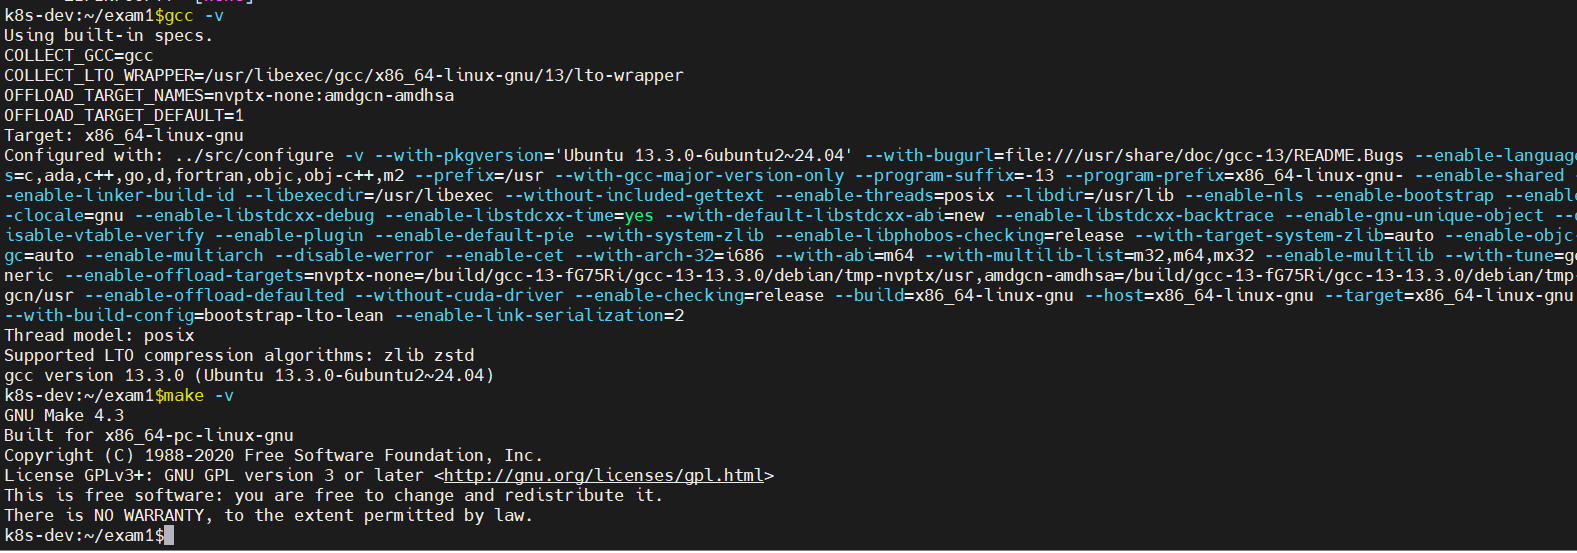 k8s-dev:~/exam1$gcc -v
Using built-in specs.
COLLECT_GCC=gcc
COLLECT_LTO_WRAPPER=/usr/libexec/gcc/x86_64-linux-gnu/13/lto-wrapper
OFFLOAD_TARGET_NAMES=nvptx-none:amdgcn-amdhsa
OFFLOAD_TARGET_DEFAULT=1
Target: x86_64-linux-gnu
Configured with: ../src/configure -v --with-pkgversion='Ubuntu 13.3.0-6ubuntu2~24.04' --with-bugurl=file:///usr/share/doc/gcc-13/README.Bugs --enable-language
s=c,ada,c++,go,d,fortran,objc,obj-c++,m2 --prefix=/usr --with-gcc-major-version-only --program-suffix=-13 --program-prefix=x86_64-linux-gnu- --enable-shared -
-enable-linker-build-id --libexecdir=/usr/libexec --without-included-gettext --enable-threads=posix --libdir=/usr/lib --enable-nls --enable-bootstrap --enable
-clocale=gnu --enable-libstdcxx-debug --enable-libstdcxx-time=yes --with-default-libstdcxx-abi=new --enable-libstdcxx-backtrace --enable-gnu-unique-object --d
isable-vtable-verify --enable-plugin --enable-default-pie --with-system-zlib --enable-libphobos-checking=release --with-target-system-zlib=auto --enable-objc-
gc=auto --enable-multiarch --disable-werror --enable-cet --with-arch-32=i686 --with-abi=m64 --with-multilib-list=m32,m64,mx32 --enable-multilib --with-tune=ge
neric --enable-offload-targets=nvptx-none=/build/gcc-13-fG75Ri/gcc-13-13.3.0/debian/tmp-nvptx/usr,amdgcn-amdhsa=/build/gcc-13-fG75Ri/gcc-13-13.3.0/debian/tmp-
gcn/usr --enable-offload-defaulted --without-cuda-driver --enable-checking=release --build=x86_64-linux-gnu --host=x86_64-linux-gnu --target=x86_64-linux-gnu
--with-build-config=bootstrap-lto-lean --enable-link-serialization=2
Thread model: posix
Supported LTO compression algorithms: zlib zstd
gcc version 13.3.0 (Ubuntu 13.3.0-6ubuntu2~24.04)
k8s-dev:~/exam1$make -v
GNU Make 4.3
Built for x86_64-pc-linux-gnu
Copyright (C) 1988-2020 Free Software Foundation, Inc.
License GPLv3+: GNU GPL version 3 or later <http://gnu.org/licenses/gpl.html>
This is free software: you are free to change and redistribute it.
There is NO WARRANTY, to the extent permitted by law.
k8s-dev:~/exam1$